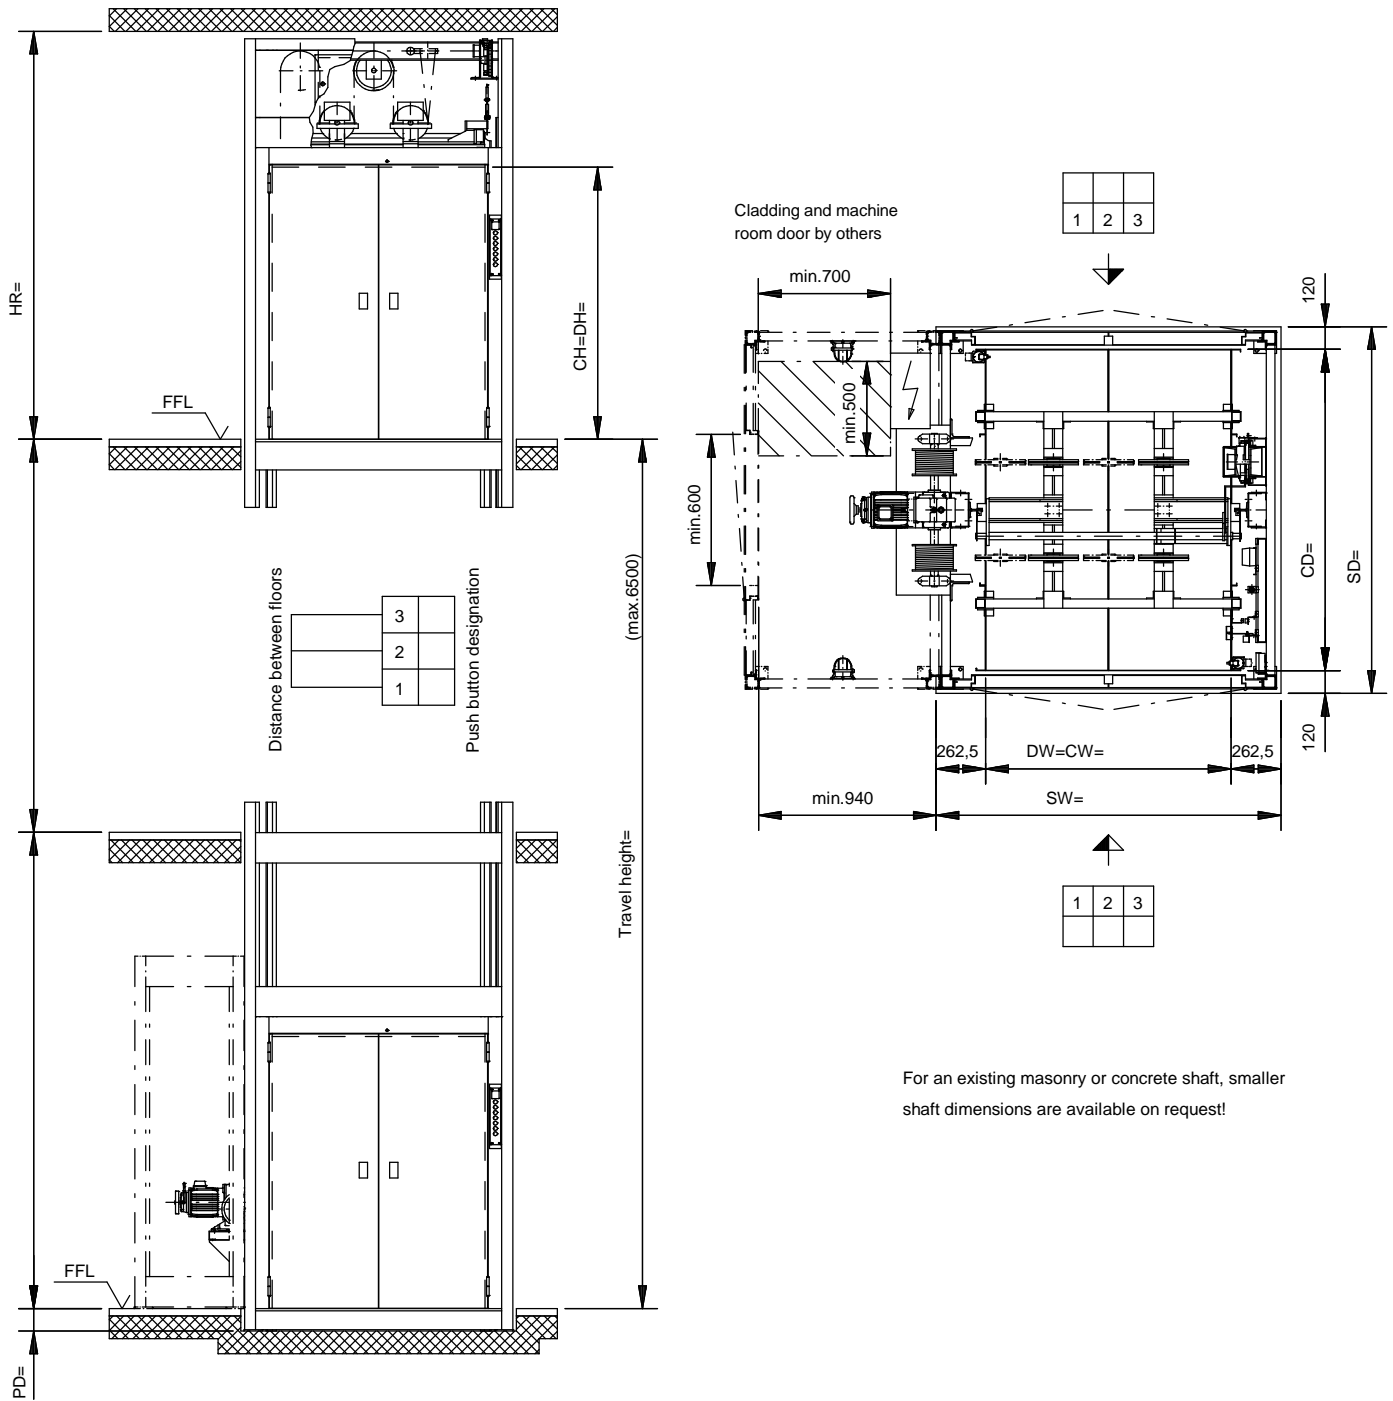 HR=
FFL
CH=DH=
Distance between floors
3
2
1
Push button designation
(max.6500)
Travel height=
FFL
PD=
Cladding and machine
room door by others
1 2 3
min.700
120
min.500
min.600
CD=
SD=
262,5
DW=CW=
262,5
120
min.940
SW=
1 2 3
For an existing masonry or concrete shaft, smaller
shaft dimensions are available on request!